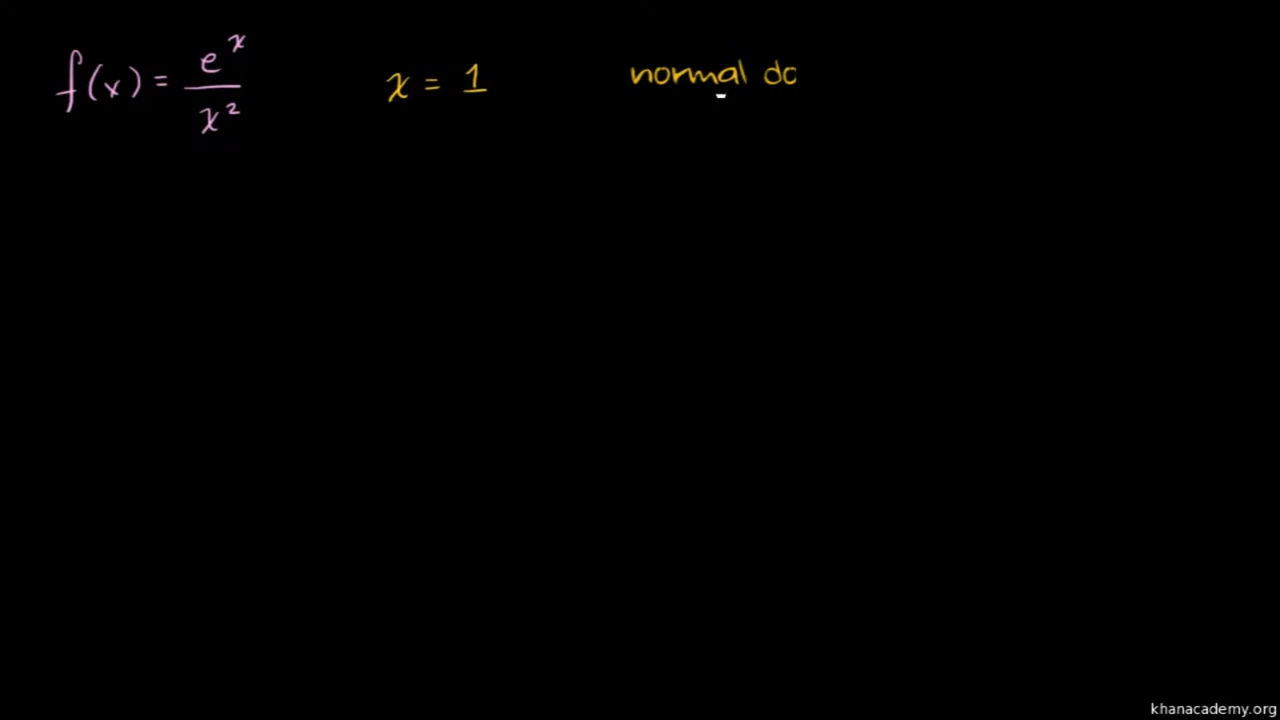 f(x) = e^x / x^2 x = 1 normal
khanacademy.org